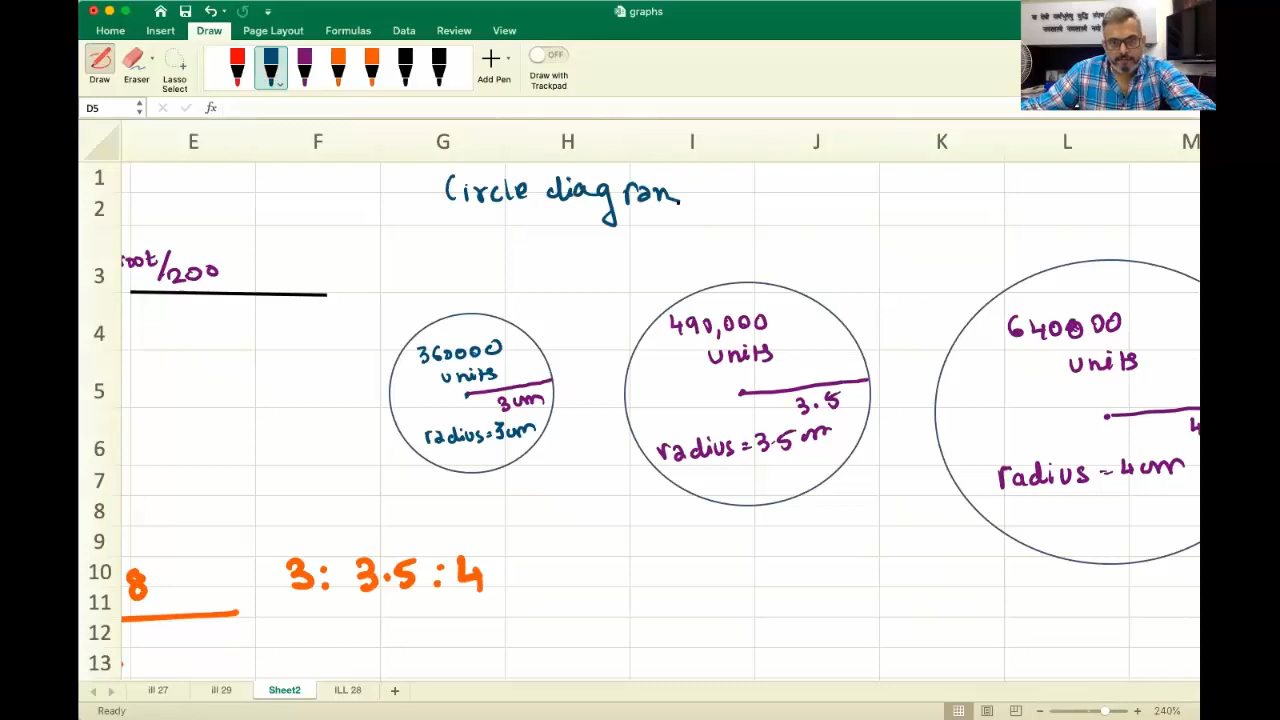 graphs
Home Insert Draw Page Layout Formulas Data Review View
Draw Eraser Lasso Select Add Pen OFF Draw with Trackpad
D5 fx
E F G H I J K L M
1 2 3 4 5 6 7 8 9 10 11 12 13
Circle diagram
root/200
360000
units
3cm
radius=3cm
490,000
units
3.5
radius=3.5cm
640000
units
4
radius=4cm
8
3: 3.5 :4
ill 27 ill 29 Sheet2 ILL 28 +
Ready 240%